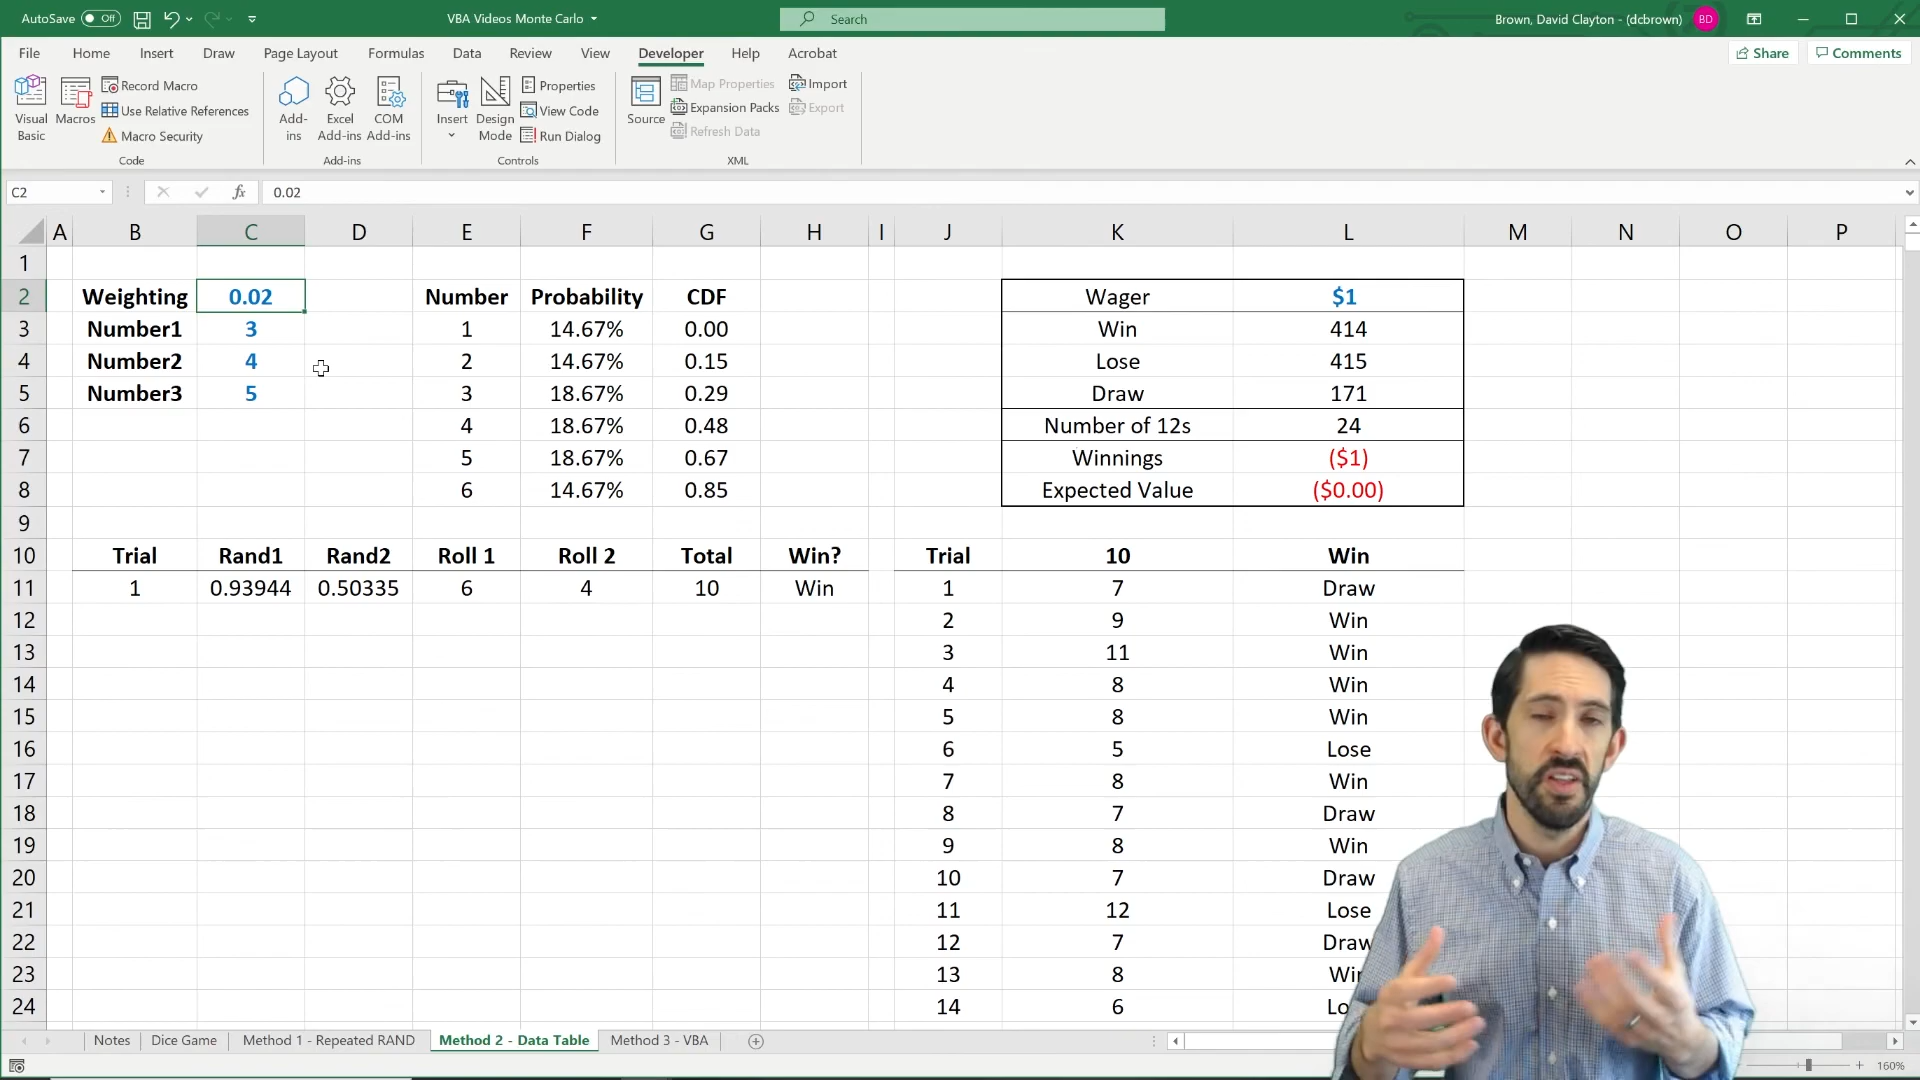 AutoSave Off VBA Videos Monte Carlo Search Brown, David Clayton - (dcbrown) BD
File Home Insert Draw Page Layout Formulas Data Review View Developer Help Acrobat Share Comments
Visual Basic
Macros
Record Macro
Use Relative References
Macro Security
Code
Add-ins
Excel Add-ins
COM Add-ins
Add-ins
Insert
Design Mode
Properties
View Code
Run Dialog
Controls
Source
Map Properties
Expansion Packs
Refresh Data
Import
Export
XML
C2 fx 0.02
A B C D E F G H I J K L M N O P
1
2 Weighting 0.02 Number Probability CDF Wager $1
3 Number1 3 1 14.67% 0.00 Win 414
4 Number2 4 2 14.67% 0.15 Lose 415
5 Number3 5 3 18.67% 0.29 Draw 171
6 4 18.67% 0.48 Number of 12s 24
7 5 18.67% 0.67 Winnings ($1)
8 6 14.67% 0.85 Expected Value ($0.00)
9
10 Trial Rand1 Rand2 Roll 1 Roll 2 Total Win? Trial 10 Win
11 1 0.93944 0.50335 6 4 10 Win 1 7 Draw
12 2 9 Win
13 3 11 Win
14 4 8 Win
15 5 8 Win
16 6 5 Lose
17 7 8 Win
18 8 7 Draw
19 9 8 Win
20 10 7 Draw
21 11 12 Lose
22 12 7 Draw
23 13 8 Win
24 14 6 Lo
Notes Dice Game Method 1 - Repeated RAND Method 2 - Data Table Method 3 - VBA
160%